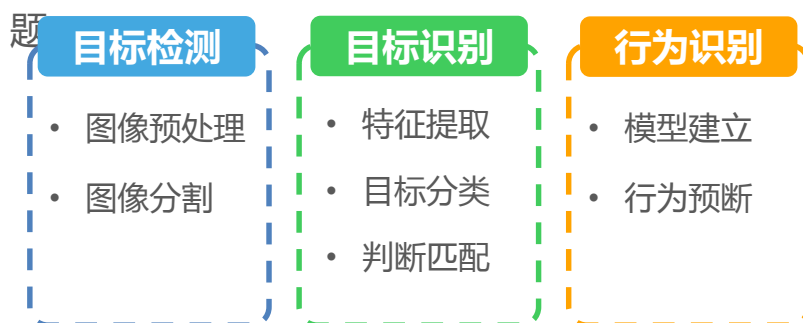 题
目标检测
• 图像预处理
• 图像分割
目标识别
• 特征提取
• 目标分类
• 判断匹配
行为识别
• 模型建立
• 行为预断